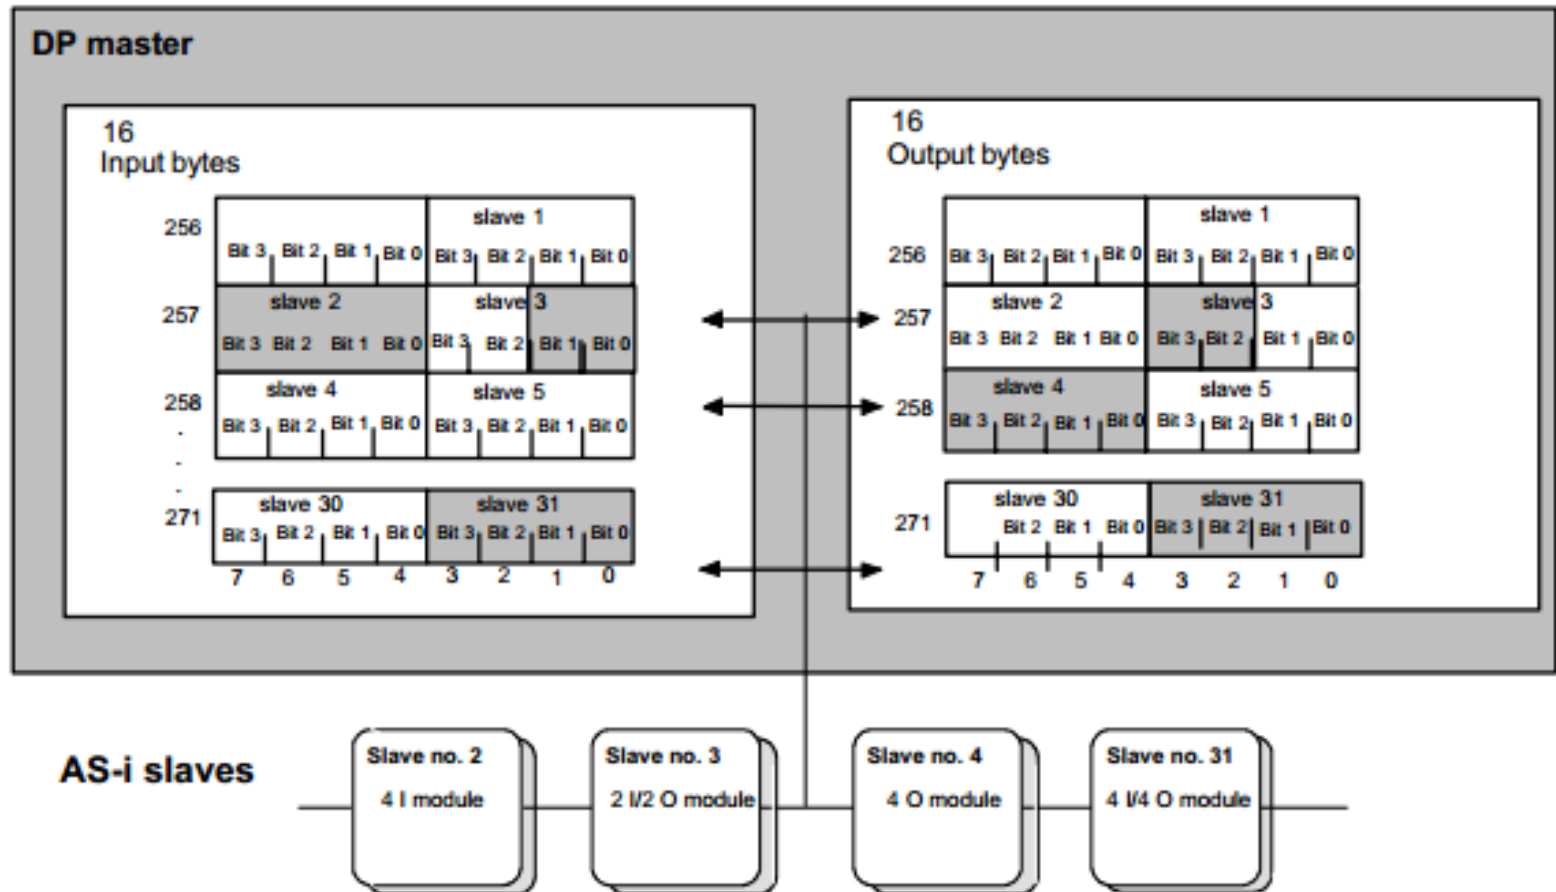 DP master
16
Input bytes
256
slave 1
Bit 3 Bit 2 Bit 1 Bit 0 Bit 3 Bit 2 Bit 1 Bit 0
257
slave 2 slave 3
Bit 3 Bit 2 Bit 1 Bit 0 Bit 3 Bit 2 Bit 1 Bit 0
258
slave 4 slave 5
Bit 3 Bit 2 Bit 1 Bit 0 Bit 3 Bit 2 Bit 1 Bit 0
.
.
.
271
slave 30 slave 31
Bit 3 Bit 2 Bit 1 Bit 0 Bit 3 Bit 2 Bit 1 Bit 0
7 6 5 4 3 2 1 0
16
Output bytes
256
slave 1
Bit 3 Bit 2 Bit 1 Bit 0 Bit 3 Bit 2 Bit 1 Bit 0
257
slave 2 slave 3
Bit 3 Bit 2 Bit 1 Bit 0 Bit 3 Bit 2 Bit 1 Bit 0
258
slave 4 slave 5
Bit 3 Bit 2 Bit 1 Bit 0 Bit 3 Bit 2 Bit 1 Bit 0
271
slave 30 slave 31
Bit 2 Bit 1 Bit 0 Bit 3 Bit 2 Bit 1 Bit 0
7 6 5 4 3 2 1 0
AS-i slaves
Slave no. 2
4 I module
Slave no. 3
2 I/2 O module
Slave no. 4
4 O module
Slave no. 31
4 I/4 O module